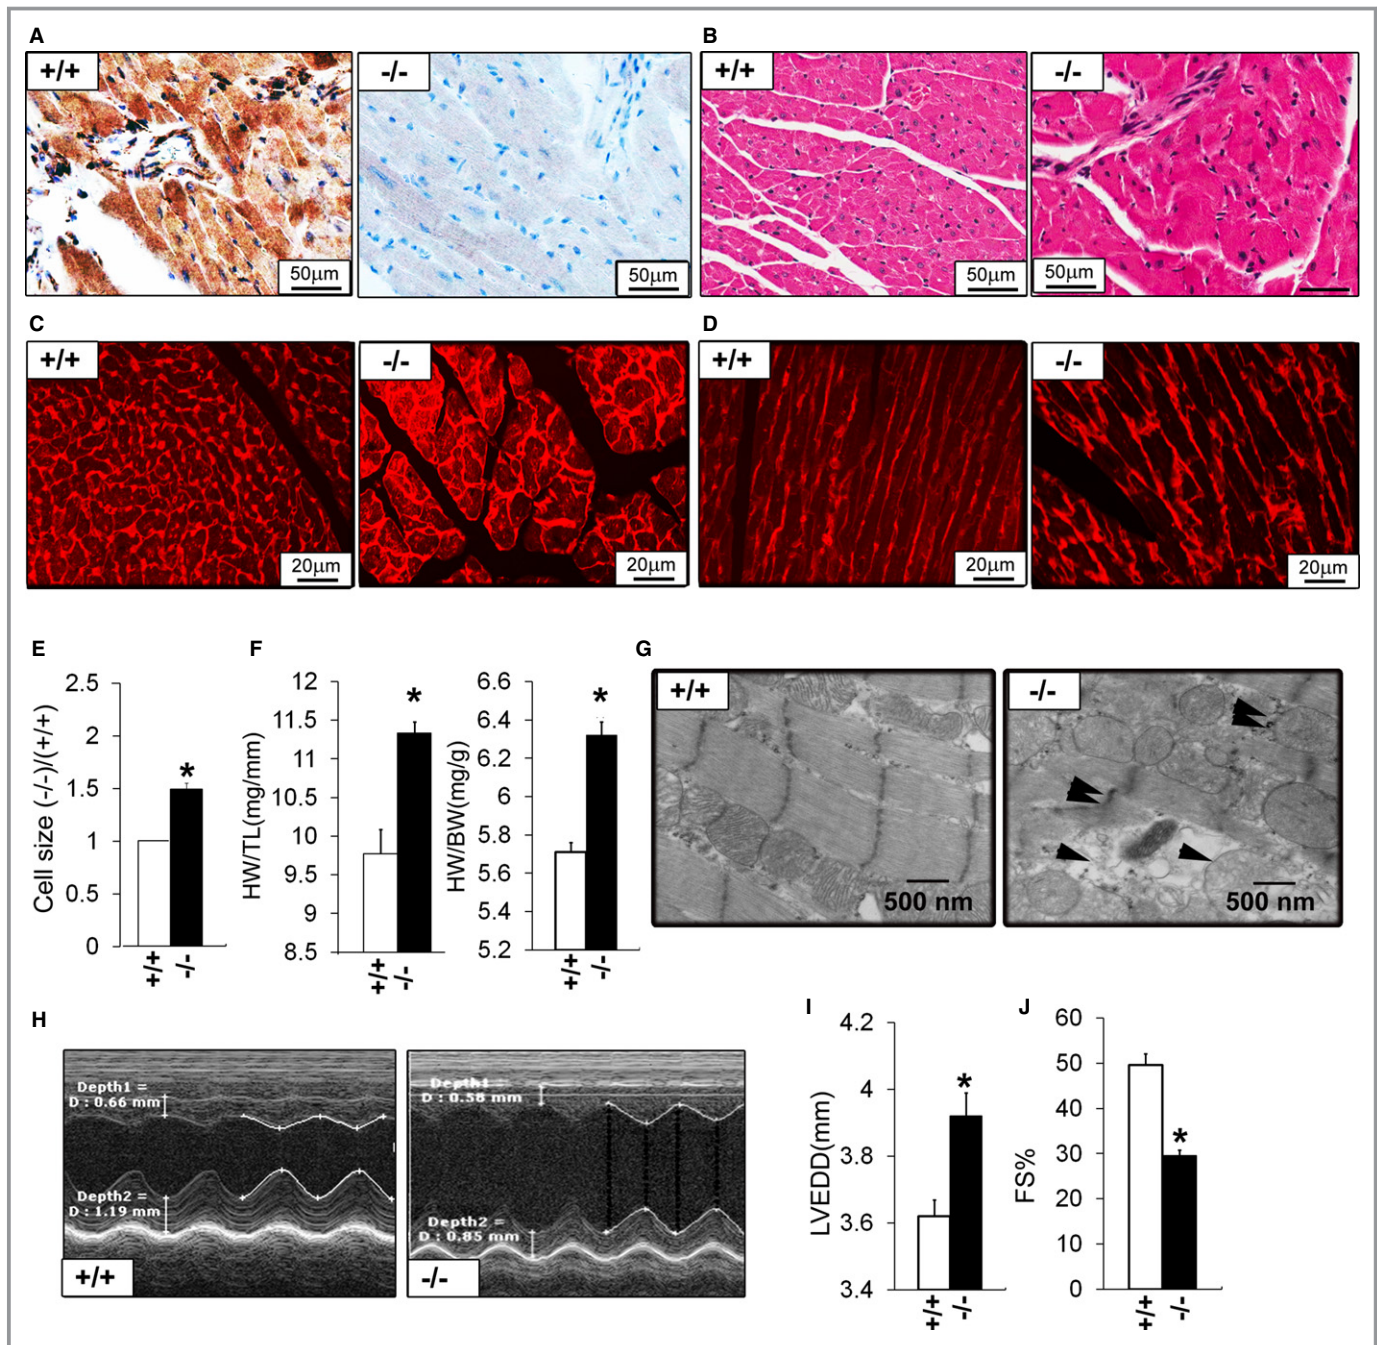 A
B
+/+
-/-
+/+
-/-
50μm
50μm
50μm
50μm
C
D
+/+
-/-
+/+
-/-
20μm
20μm
20μm
20μm
E
F
G
2.5
2
1.5
1
0.5
0
Cell size (-/-)/(+/+)
*
+/+
-/-
12
11.5
11
10.5
10
9.5
9
8.5
HW/TL(mg/mm)
*
+/+
-/-
6.6
6.4
6.2
6
5.8
5.6
5.4
5.2
HW/BW(mg/g)
*
+/+
-/-
+/+
-/-
500 nm
500 nm
H
Depth1 =
D : 0.66 mm
Depth2 =
D : 1.19 mm
+/+
Depth1 =
D : 0.58 mm
Depth2 =
D : 0.85 mm
-/-
I
J
4.2
4
3.8
3.6
3.4
LVEDD(mm)
*
+/+
-/-
60
50
40
30
20
10
0
FS%
*
+/+
-/-